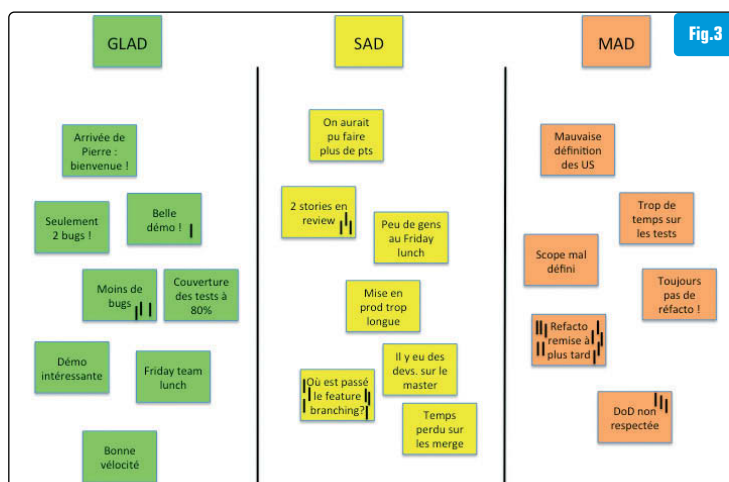 GLAD
SAD
MAD
Fig.3
Arrivée de
Pierre :
bienvenue !
Seulement
2 bugs !
Belle
démo !
Moins de
bugs
Couverture
des tests à
80%
Démo
intéressante
Friday team
lunch
Bonne
vélocité
On aurait
pu faire
plus de pts
2 stories en
review
Peu de gens
au Friday
lunch
Mise en
prod trop
longue
Il y eu des
devs. sur le
master
Où est passé
le feature
branching?
Temps
perdu sur
les merge
Mauvaise
définition
des US
Trop de
temps sur
les tests
Scope mal
défini
Toujours
pas de
réfacto !
Refacto
remise à
plus tard
DoD non
respectée